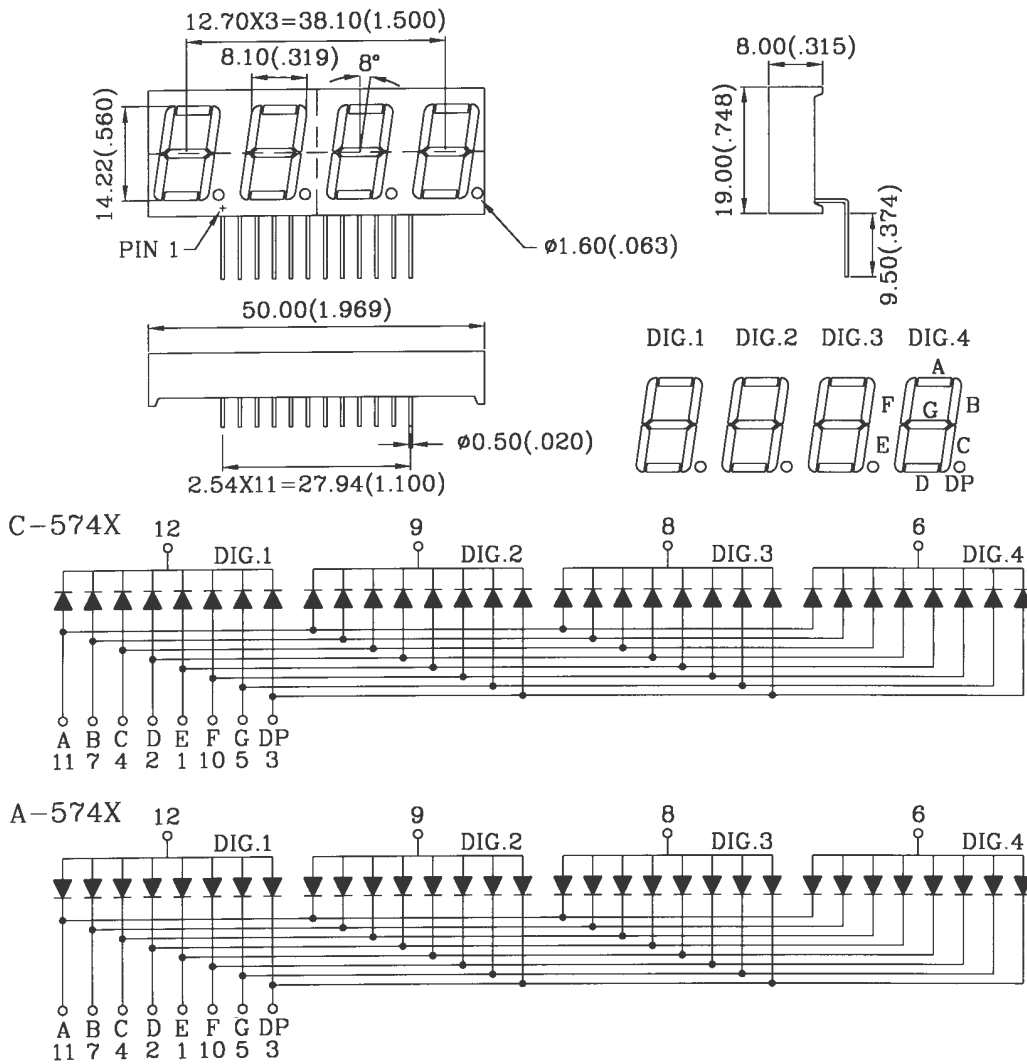 12.70X3=38.10(1.500)
8.10(.319)
8°
14.22(.560)
PIN 1
ø1.60(.063)
8.00(.315)
19.00(.748)
9.50(.374)
50.00(1.969)
ø0.50(.020)
2.54X11=27.94(1.100)
DIG.1 DIG.2 DIG.3 DIG.4
A
F G B
E C
D DP
C-574X
12 9 8 6
DIG.1 DIG.2 DIG.3 DIG.4
A B C D E F G DP
11 7 4 2 1 10 5 3
A-574X
12 9 8 6
DIG.1 DIG.2 DIG.3 DIG.4
A B C D E F G DP
11 7 4 2 1 10 5 3